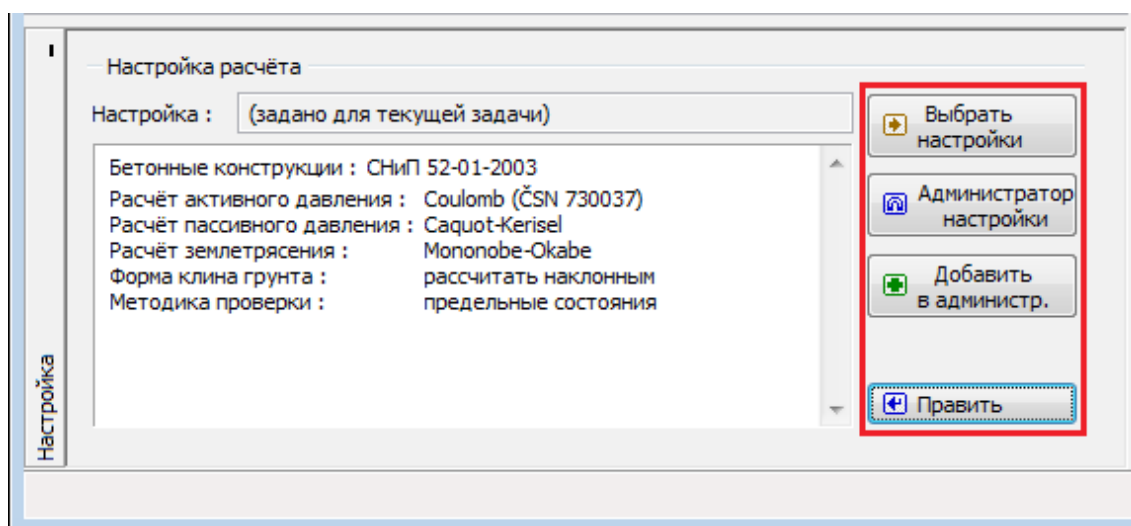 Настройка расчёта
Настройка : (задано для текущей задачи)
Бетонные конструкции : СНиП 52-01-2003
Расчёт активного давления : Coulomb (ČSN 730037)
Расчёт пассивного давления : Caquot-Kerisel
Расчёт землетрясения : Mononobe-Okabe
Форма клина грунта : рассчитать наклонным
Методика проверки : предельные состояния
Выбрать
настройки
Администратор
настройки
Добавить
в администр.
Править
Настройка